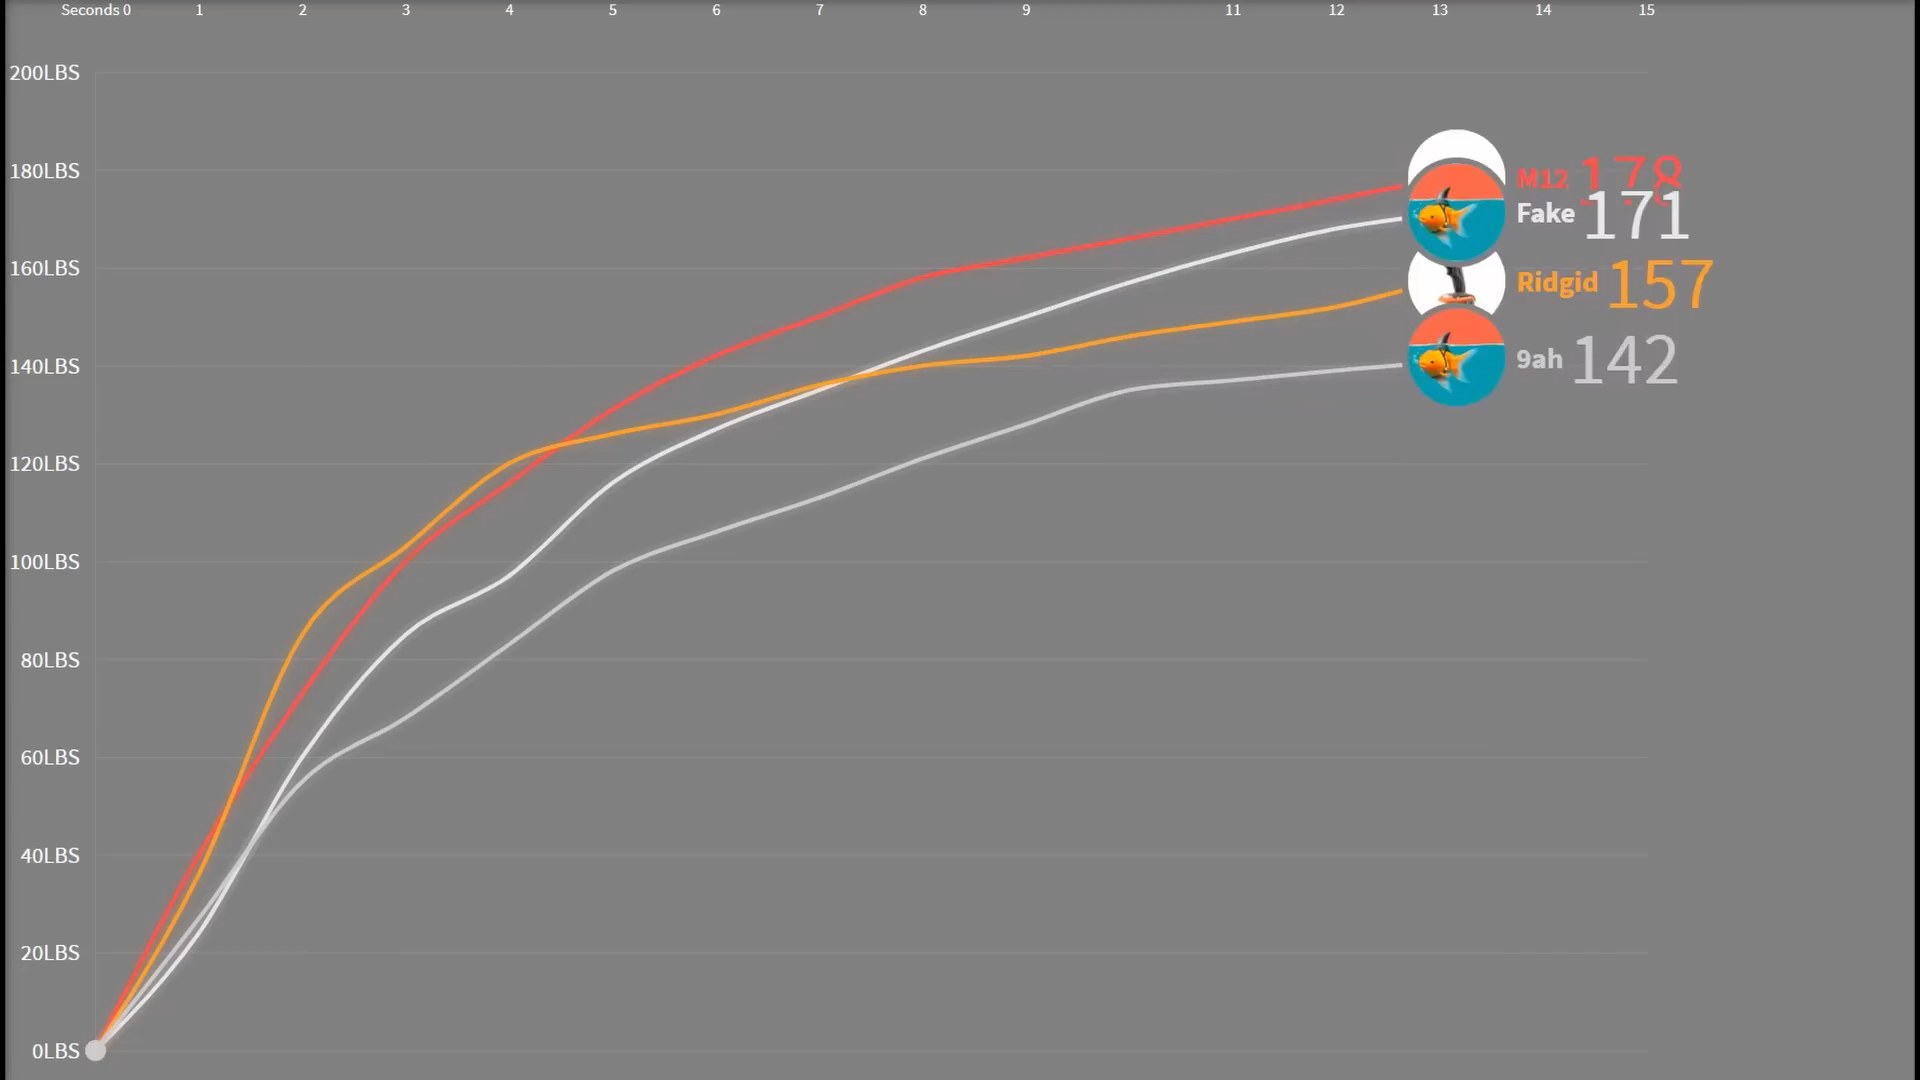 Seconds 0 1 2 3 4 5 6 7 8 9 11 12 13 14 15
200LBS
180LBS
M12 178
Fake 171
160LBS
Ridgid 157
140LBS
9ah 142
120LBS
100LBS
80LBS
60LBS
40LBS
20LBS
0LBS